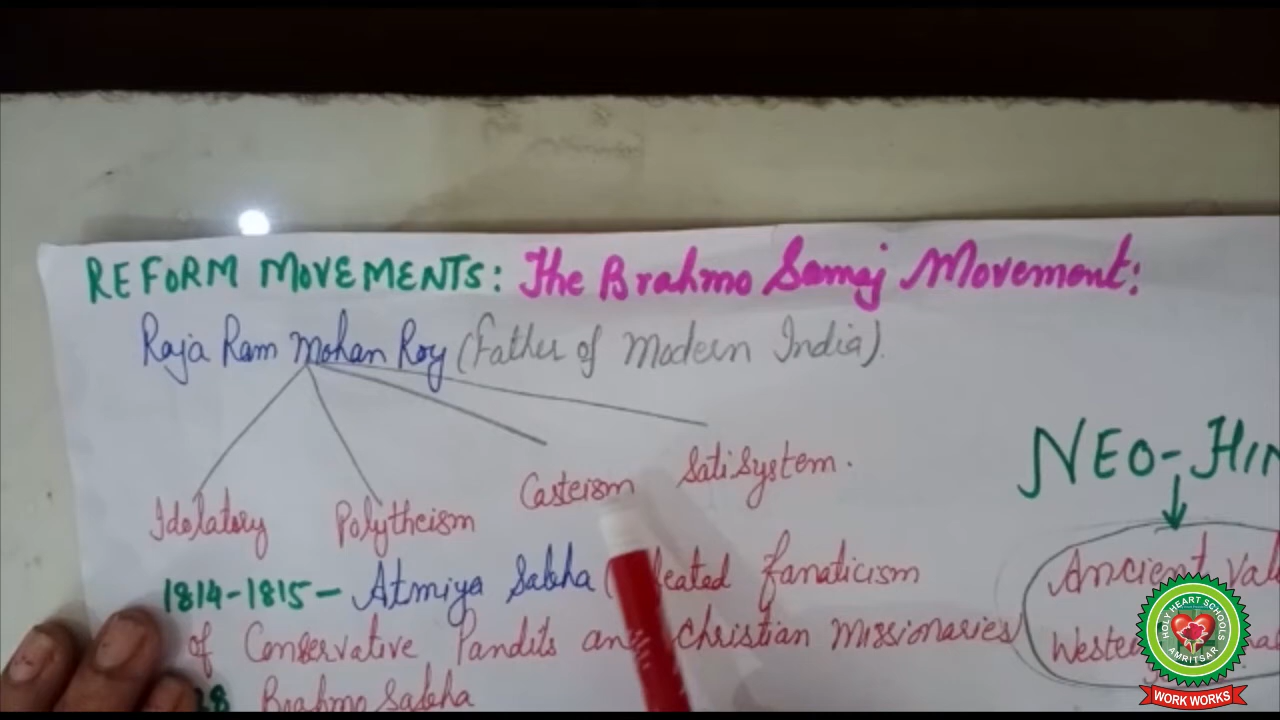 REFORM MOVEMENTS: The Brahmo Samaj Movement:
Raja Ram Mohan Roy (Father of Modern India).
Idolatory Polytheism Casteism Sati System.
1814-1815- Atmiya Sabha ( fanaticism
of Conservative Pandits and Christian Missionaries)
Brahmo Sabha
NEO-
Ancient
HOLY HEART SCHOOLS
AMRITSAR
WORK WORKS